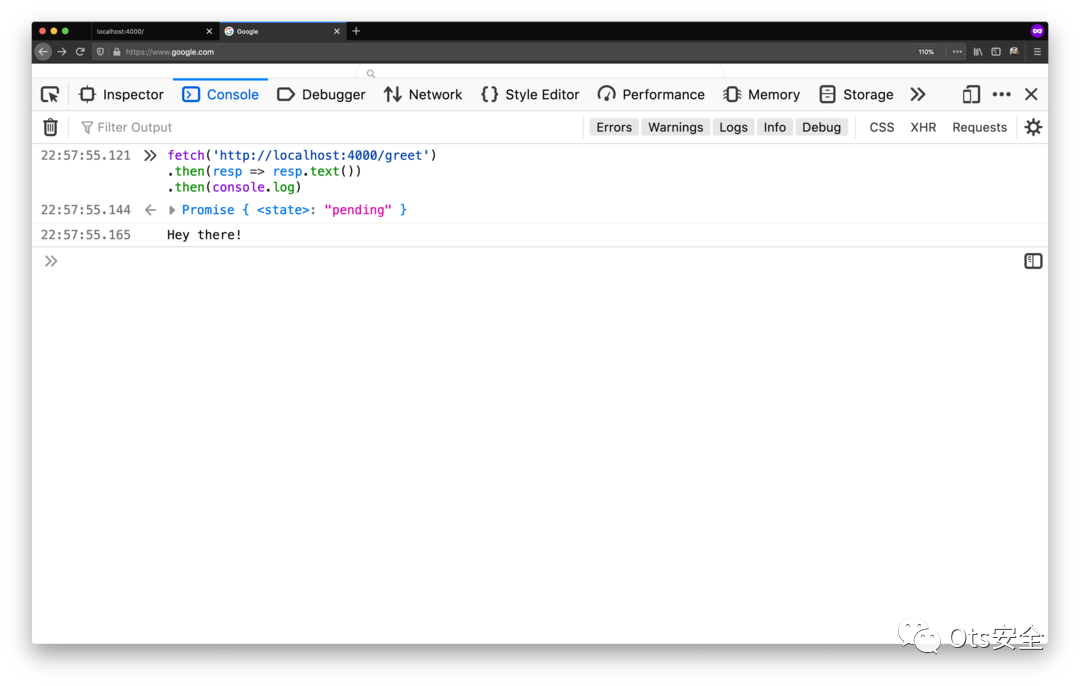 localhost:4000/
Google
https://www.google.com
110%
Inspector
Console
Debugger
Network
Style Editor
Performance
Memory
Storage
Filter Output
Errors
Warnings
Logs
Info
Debug
CSS
XHR
Requests
22:57:55.121 fetch('http://localhost:4000/greet')
.then(resp => resp.text())
.then(console.log)
22:57:55.144 Promise { <state>: "pending" }
22:57:55.165 Hey there!
Ots安全